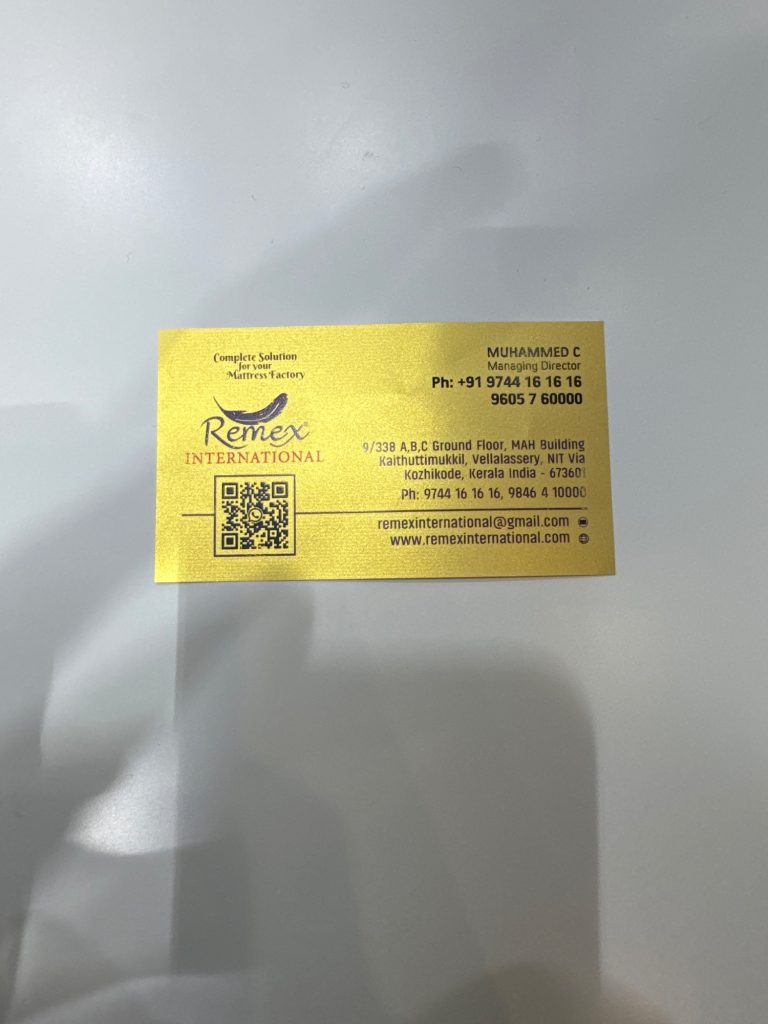 Complete Solution
for your
Mattress Factory
Remex
INTERNATIONAL
MUHAMMED C
Managing Director
Ph: +91 9744 16 16 16
9605 7 60000
9/338 A,B,C Ground Floor, MAH Building
Kaithuttimukkil, Vellalassery, NIT Via
Kozhikode, Kerala India - 673601
Ph: 9744 16 16 16, 9846 4 10000
remexinternational@gmail.com
www.remexinternational.com